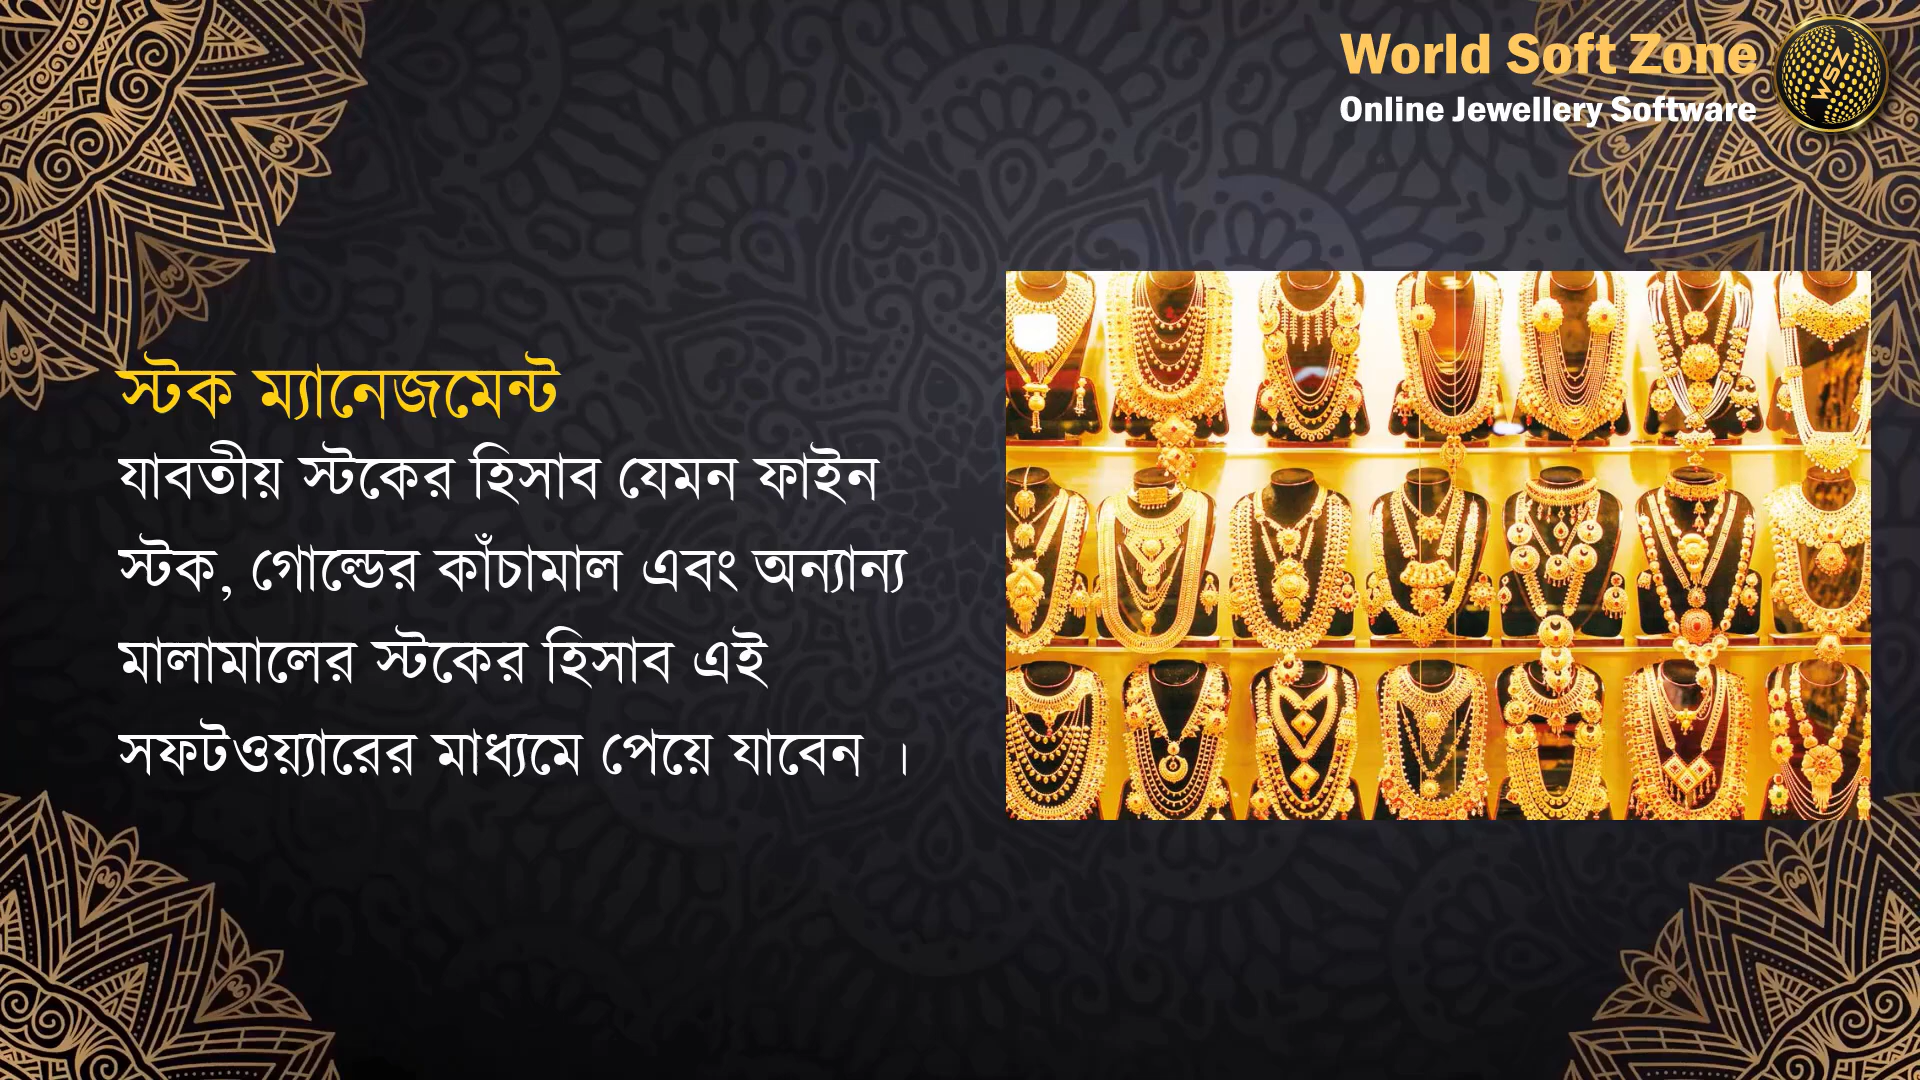 World Soft Zone
Online Jewellery Software
WSZ
স্টক ম্যানেজমেন্ট
যাবতীয় স্টকের হিসাব যেমন ফাইন
স্টক, গোল্ডের কাঁচামাল এবং অন্যান্য
মালামালের স্টকের হিসাব এই
সফটওয়্যারের মাধ্যমে পেয়ে যাবেন ।